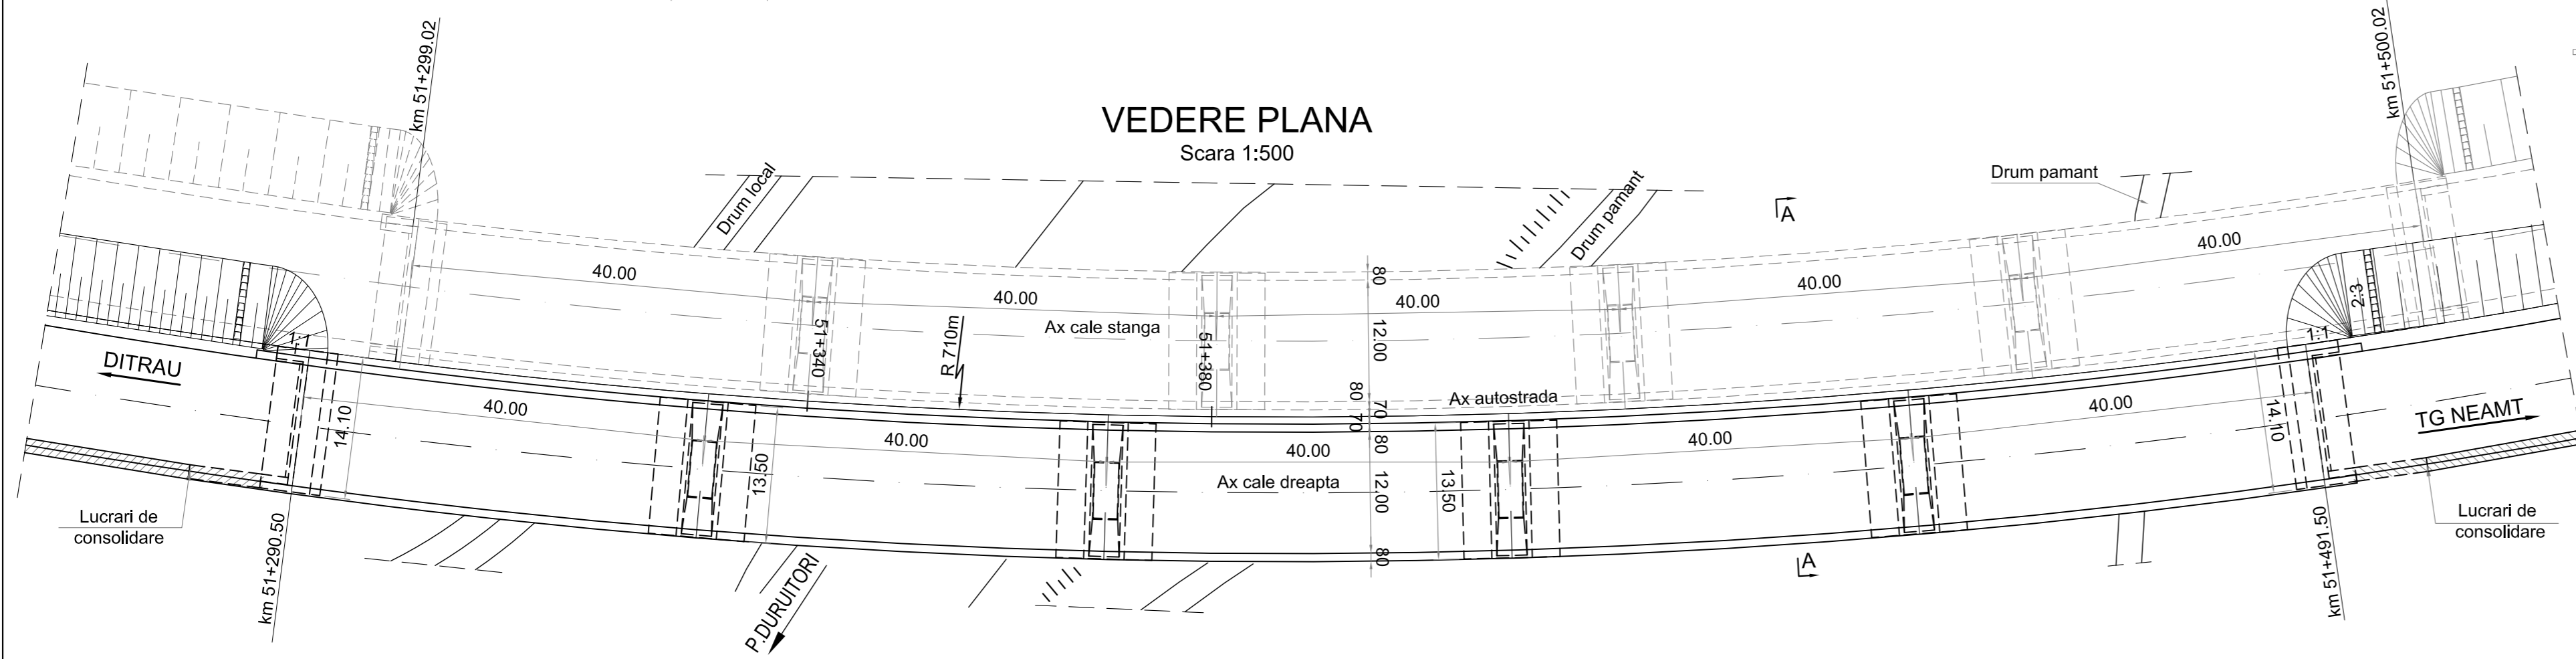 VEDERE PLANA
Scara 1:500
km 51+299.02
km 51+500.02
Drum local
Drum pamant
Drum pamant
A
40.00
40.00
40.00
40.00
40.00
80
12.00
80
70
70
80
12.00
80
51+340
R 710m
Ax cale stanga
51+380
Ax autostrada
2:3
1:1
1:1
DITRAU
TG NEAMT
14.10
40.00
40.00
40.00
40.00
40.00
14.10
13.50
Ax cale dreapta
13.50
Lucrari de
consolidare
Lucrari de
consolidare
km 51+290.50
P.DURUITORI
A
km 51+491.50